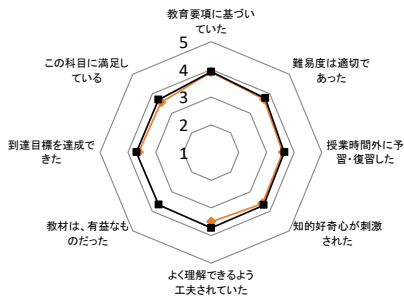 教育要項に基づい
ていた
難易度は適切で
あった
授業時間外に予
習・復習した
知的好奇心が刺激
された
よく理解できるよう
工夫されていた
教材は、有益なも
のだった
到達目標を達成で
きた
この科目に満足し
ている
5
4
3
2
1